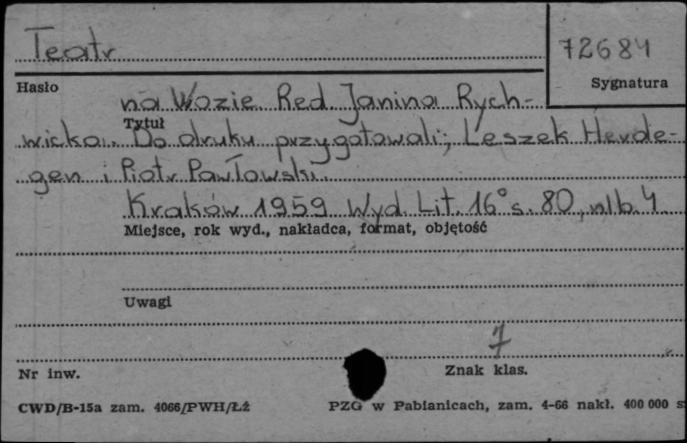 Teatr
72684
Hasło
Sygnatura
na Wozie. Red. Janina Rych-
Tytuł
wicka. Do druku przygotowali; Leszek Herde-
gen i Piotr Pawłowski.
Kraków 1959 Wyd. Lit. 16° s. 80, nlb. 4.
Miejsce, rok wyd., nakładca, format, objętość
Uwagi
7
Nr inw.
Znak klas.
CWD/B-15a zam. 4066/PWH/Łż
PZG w Pabianicach, zam. 4-66 nakł. 400 000 s